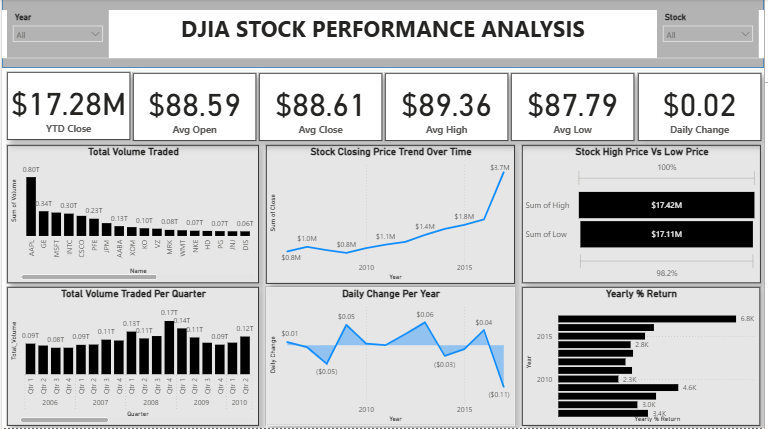 Year
All
DJIA STOCK PERFORMANCE ANALYSIS
Stock
All
$17.28M
YTD Close
$88.59
Avg Open
$88.61
Avg Close
$89.36
Avg High
$87.79
Avg Low
$0.02
Daily Change
Total Volume Traded
Sum of Volume
0.80T
0.34T
0.30T
0.23T
0.13T
0.10T
0.08T
0.07T
0.07T
0.06T
AAPL
GE
MSFT
INTC
CSCO
PFE
JPM
AABA
XOM
KO
VZ
MRK
WMT
NKE
HD
PG
JNJ
DIS
Name
Stock Closing Price Trend Over Time
Sum of Close
$0.8M
$1.0M
$0.8M
$1.1M
$1.4M
$1.8M
$3.7M
2010
2015
Year
Stock High Price Vs Low Price
100%
Sum of High
$17.42M
Sum of Low
$17.11M
98.2%
Total Volume Traded Per Quarter
Total_Volume
0.09T
0.08T
0.09T
0.11T
0.13T
0.11T
0.17T
0.14T
0.11T
0.09T
0.12T
Qtr 1
Qtr 2
Qtr 3
Qtr 4
Qtr 1
Qtr 2
Qtr 3
Qtr 4
Qtr 1
Qtr 2
Qtr 3
Qtr 4
Qtr 1
Qtr 2
Qtr 3
Qtr 4
Qtr 1
Qtr 2
2006
2007
2008
2009
2010
Quarter
Daily Change Per Year
Daily Change
$0.01
($0.05)
$0.05
$0.06
($0.03)
$0.04
($0.11)
2010
2015
Year
Yearly % Return
Year
2015
2010
6.8K
2.8K
2.3K
4.6K
3.0K
3.4K
Yearly % Return